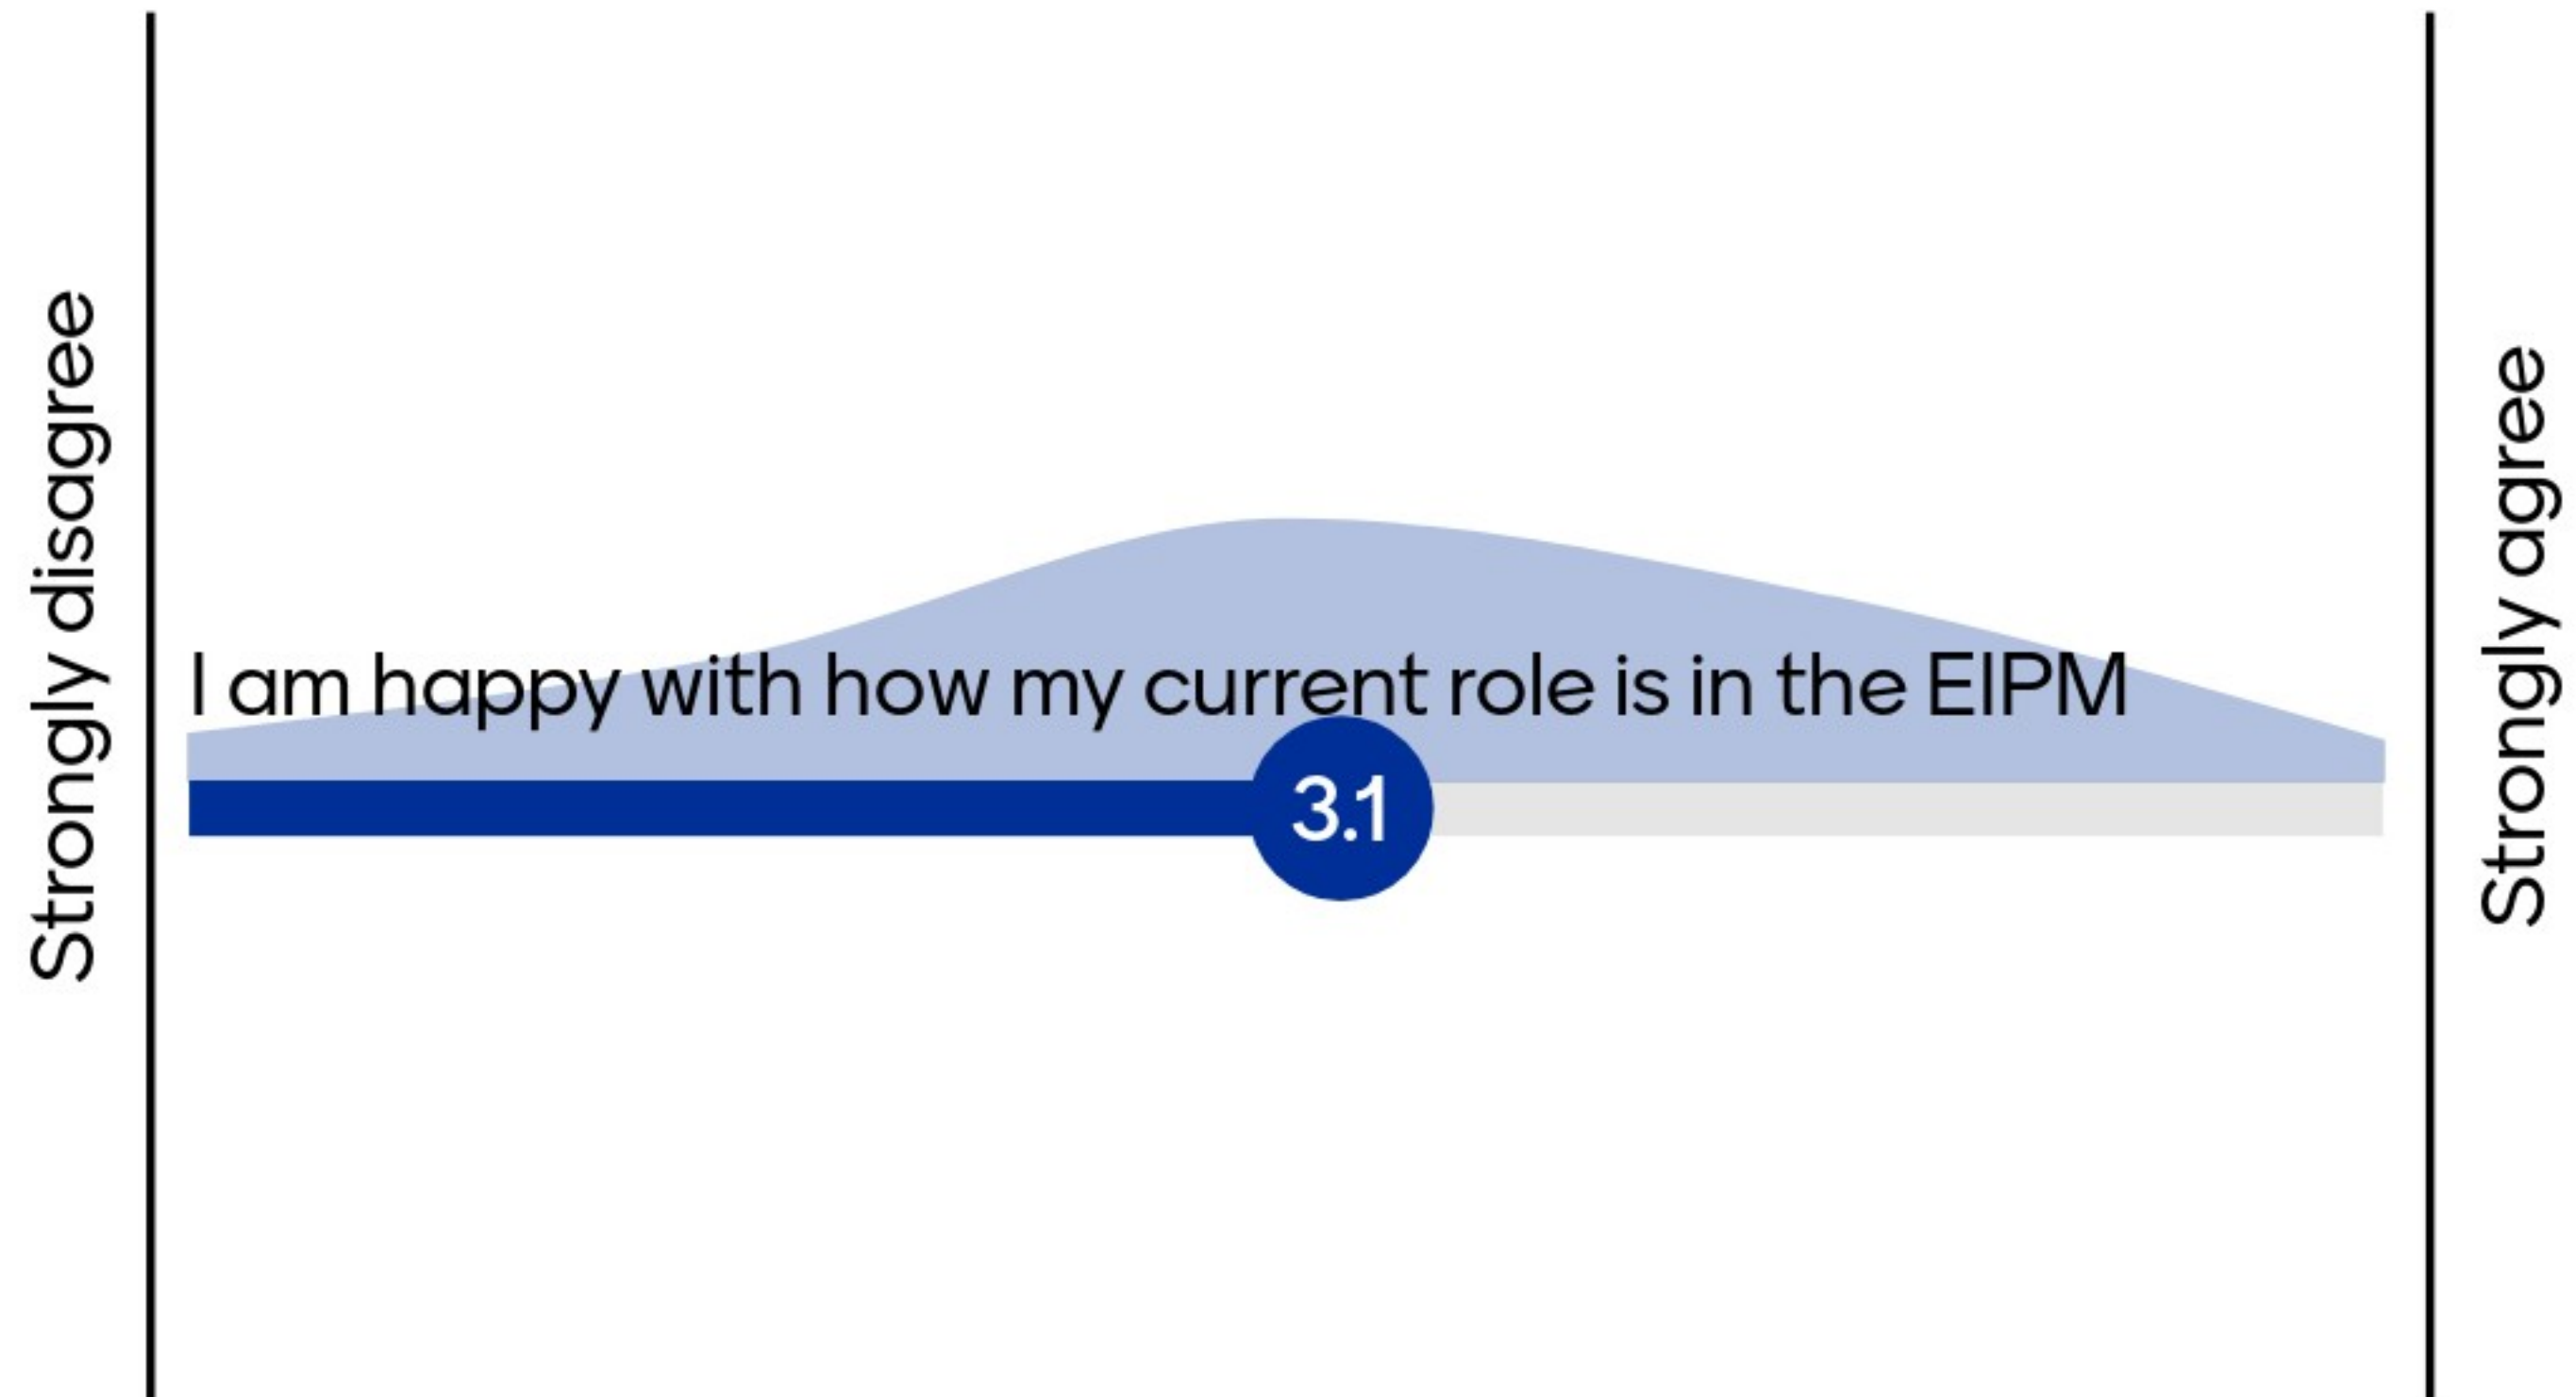 Strongly disagree
I am happy with how my current role is in the EIPM
3.1
Strongly agree